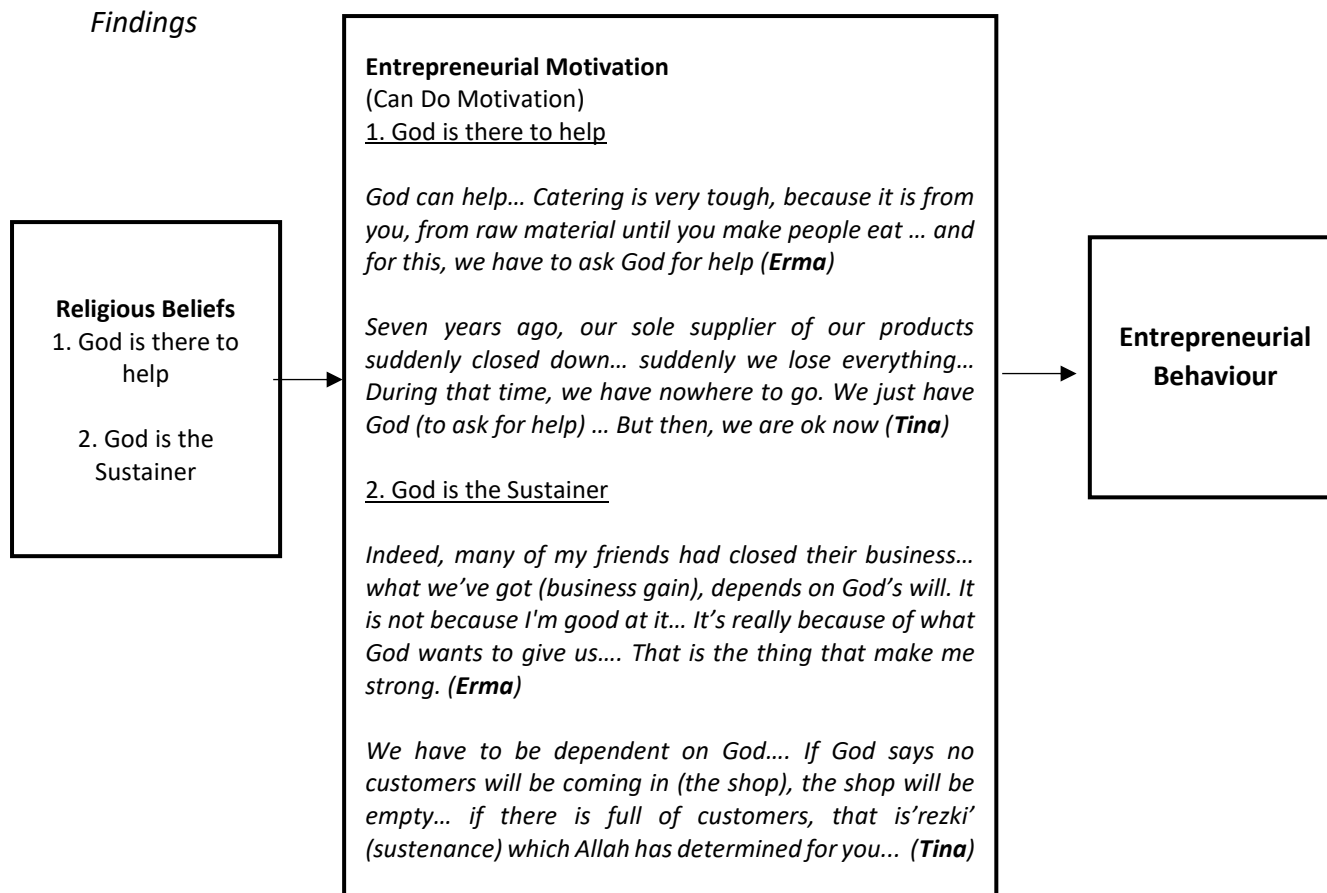 Findings
Religious Beliefs
1. God is there to
help
2. God is the
Sustainer
Entrepreneurial Motivation
(Can Do Motivation)
1. God is there to help
God can help… Catering is very tough, because it is from
you, from raw material until you make people eat … and
for this, we have to ask God for help (Erma)
Seven years ago, our sole supplier of our products
suddenly closed down… suddenly we lose everything…
During that time, we have nowhere to go. We just have
God (to ask for help) … But then, we are ok now (Tina)
2. God is the Sustainer
Indeed, many of my friends had closed their business…
what we’ve got (business gain), depends on God’s will. It
is not because I'm good at it… It’s really because of what
God wants to give us…. That is the thing that make me
strong. (Erma)
We have to be dependent on God…. If God says no
customers will be coming in (the shop), the shop will be
empty… if there is full of customers, that is’rezki’
(sustenance) which Allah has determined for you... (Tina)
Entrepreneurial
Behaviour